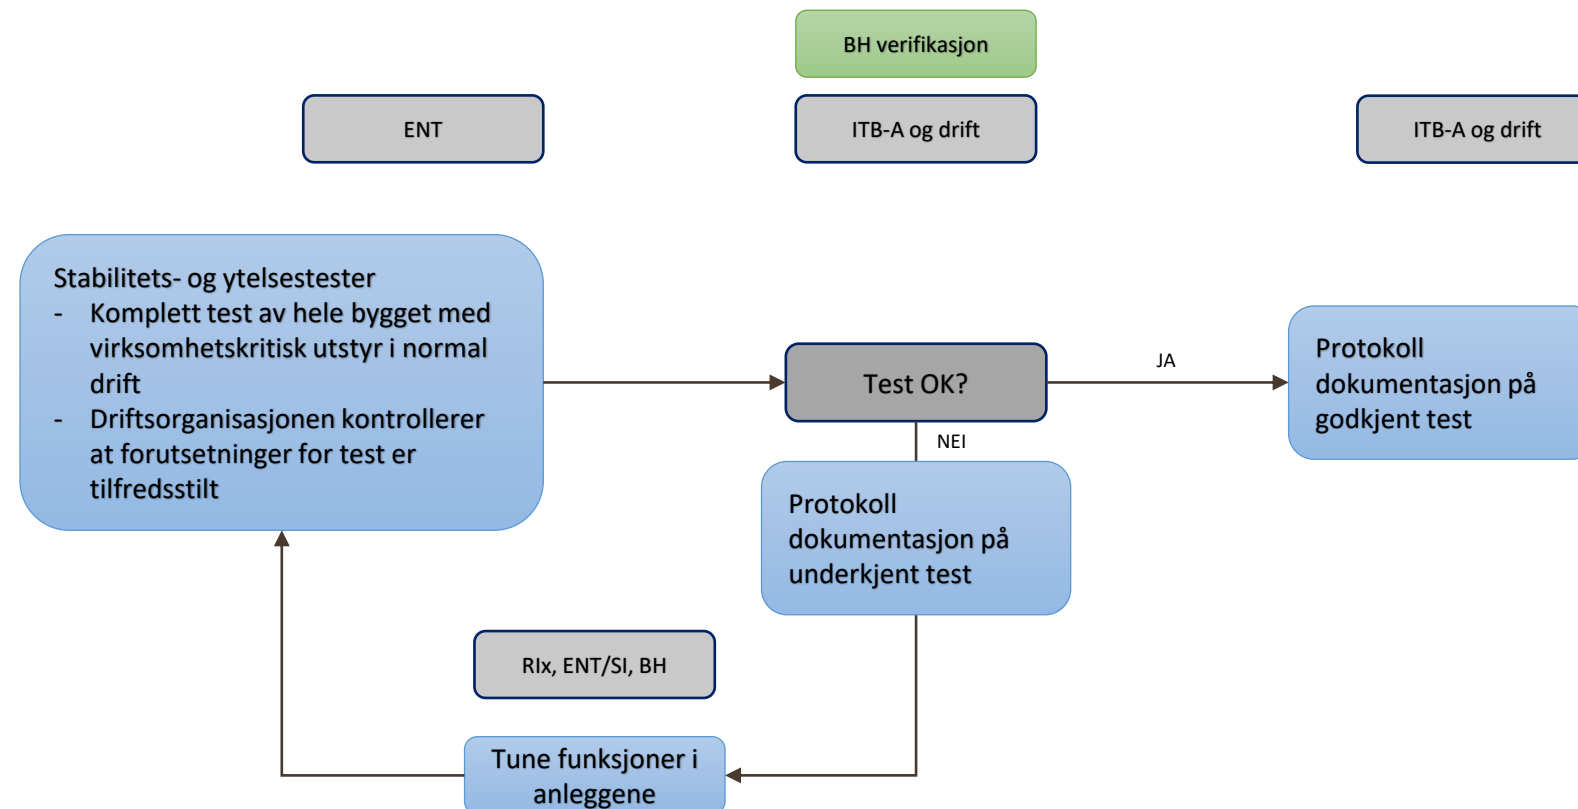 BH verifikasjon
ENT
ITB-A og drift
ITB-A og drift
Stabilitets- og ytelsestester
- Komplett test av hele bygget med
virksomhetskritisk utstyr i normal
drift
- Driftsorganisasjonen kontrollerer
at forutsetninger for test er
tilfredsstilt
Test OK?
JA
Protokoll
dokumentasjon på
godkjent test
NEI
Protokoll
dokumentasjon på
underkjent test
RIx, ENT/SI, BH
Tune funksjoner i
anleggene